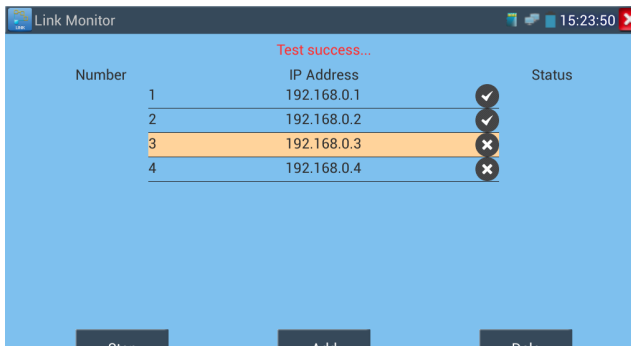 Link Monitor 15:23:50
Test success...
Number IP Address Status
1 192.168.0.1
2 192.168.0.2
3 192.168.0.3
4 192.168.0.4